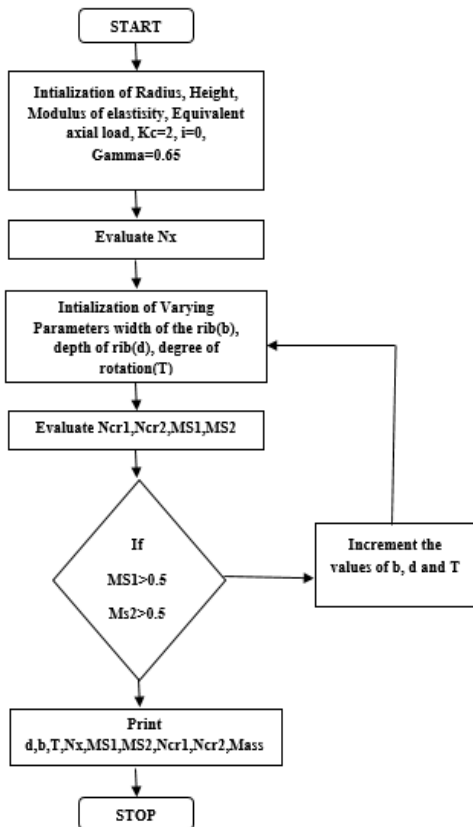 START
Intialization of Radius, Height,
Modulus of elastisity, Equivalent
axial load, Kc=2, i=0,
Gamma=0.65
Evaluate Nx
Intialization of Varying
Parameters width of the rib(b),
depth of rib(d), degree of
rotation(T)
Evaluate Ncr1,Ncr2,MS1,MS2
If
MS1>0.5
Ms2>0.5
Increment the
values of b, d and T
Print
d,b,T,Nx,MS1,MS2,Ncr1,Ncr2,Mass
STOP